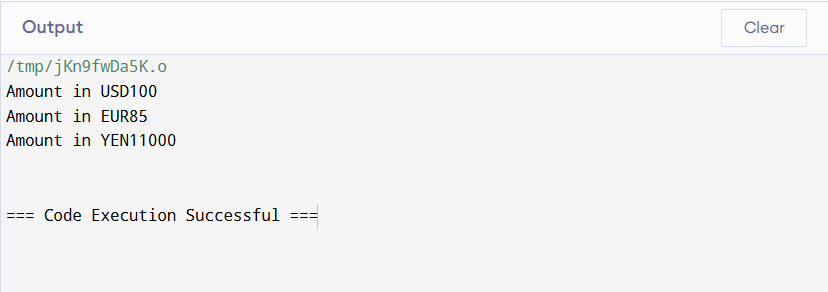 Output
Clear
/tmp/jKn9fwDa5K.o
Amount in USD100
Amount in EUR85
Amount in YEN11000
=== Code Execution Successful ===